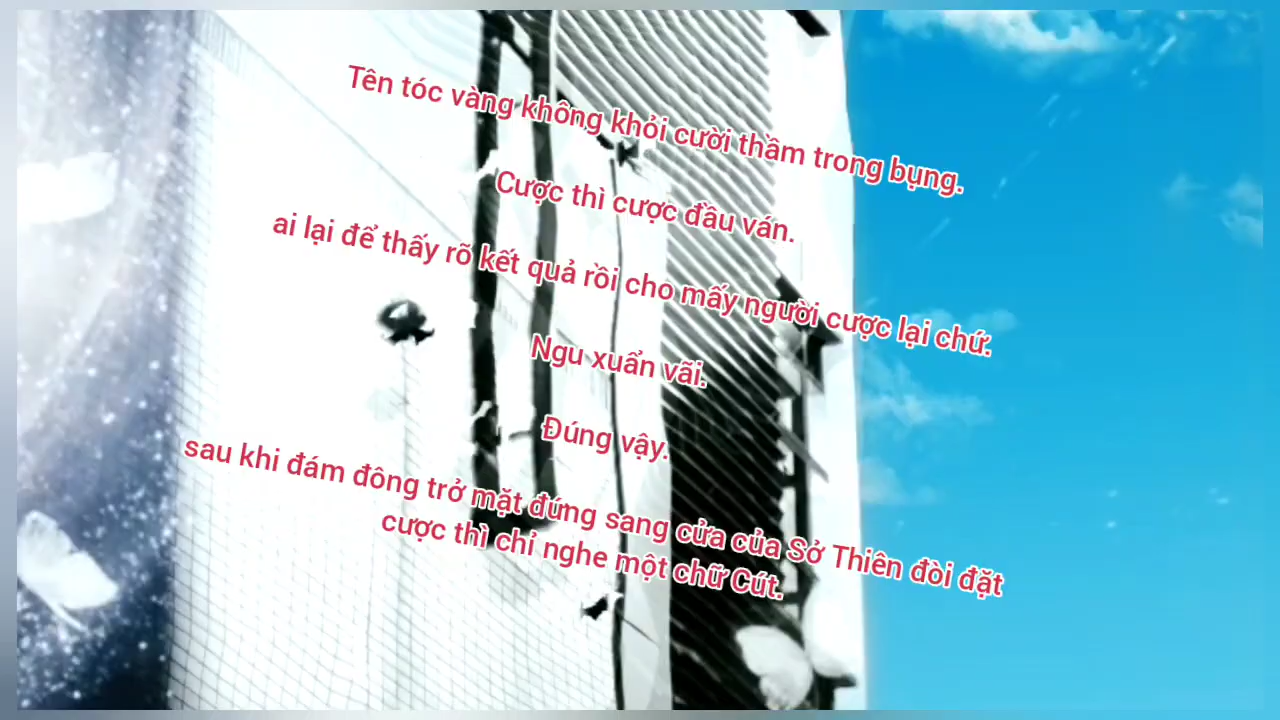 Tên tóc vàng không khỏi cười thầm trong bụng.
Cược thì cược đầu ván.
ai lại để thấy rõ kết quả rồi cho mấy người cược lại chứ.
Ngu xuẩn vãi.
Đúng vậy.
sau khi đám đông trở mặt đứng sang cửa của Sở Thiên đòi đặt
cược thì chỉ nghe một chữ Cút.